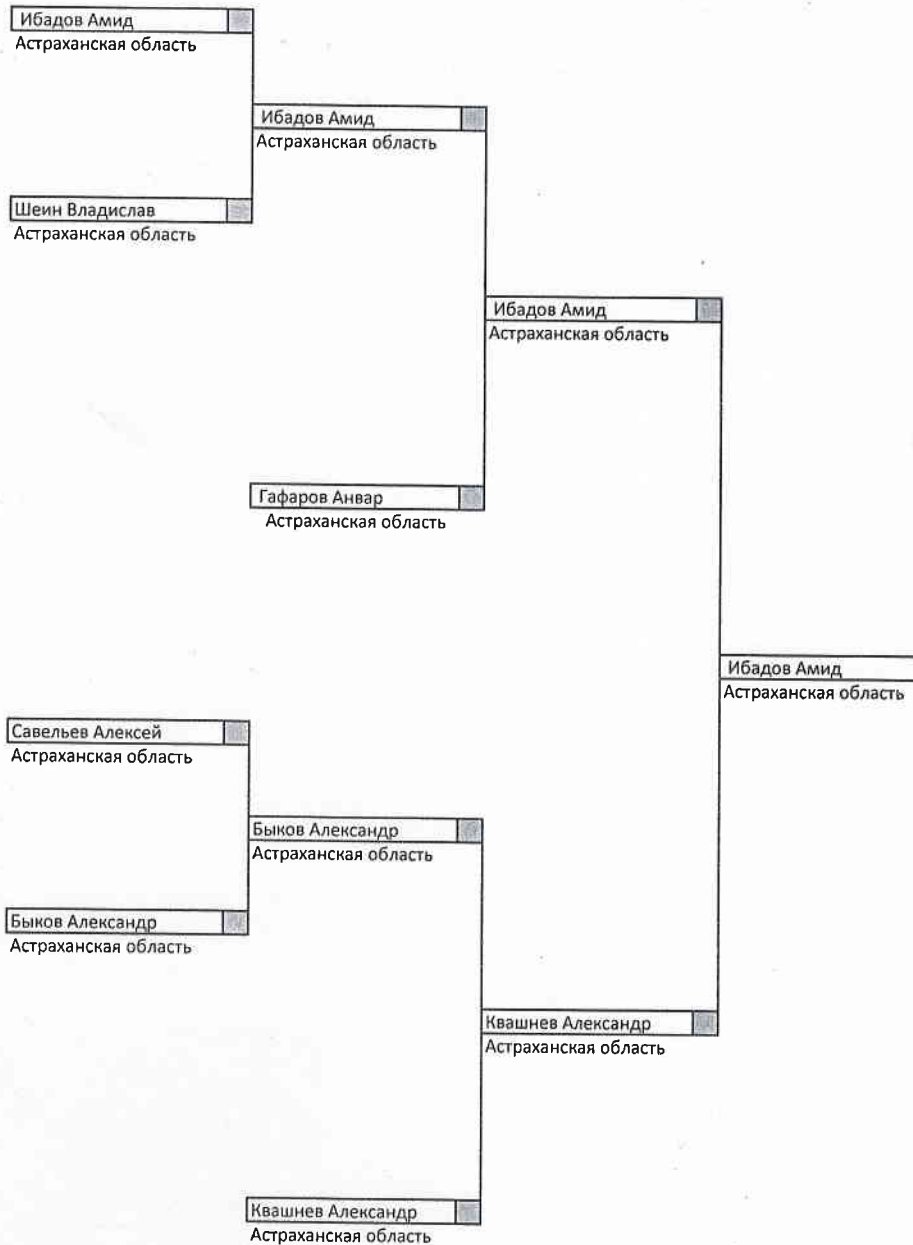 Ибадов Амид
Астраханская область
Ибадов Амид
Астраханская область
Шеин Владислав
Астраханская область
Ибадов Амид
Астраханская область
Гафаров Анвар
Астраханская область
Ибадов Амид
Астраханская область
Савельев Алексей
Астраханская область
Быков Александр
Астраханская область
Быков Александр
Астраханская область
Квашнев Александр
Астраханская область
Квашнев Александр
Астраханская область